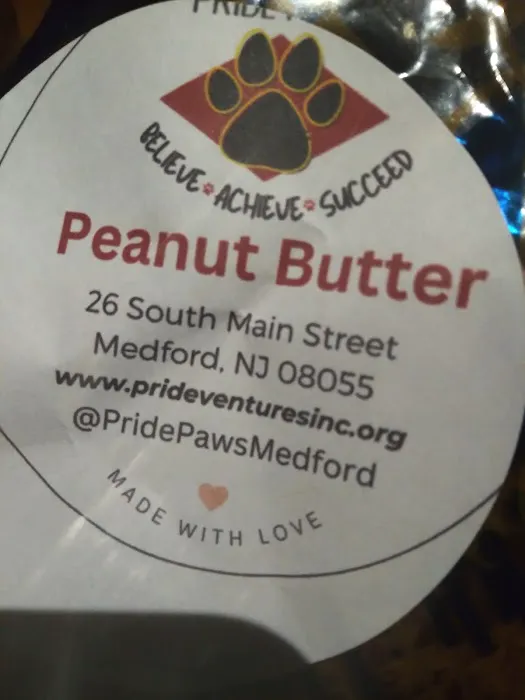 BELIEVE ACHIEVE SUCCEED
Peanut Butter
26 South Main Street
Medford, NJ 08055
www.prideventuresinc.org
@PridePawsMedford
MADE WITH LOVE